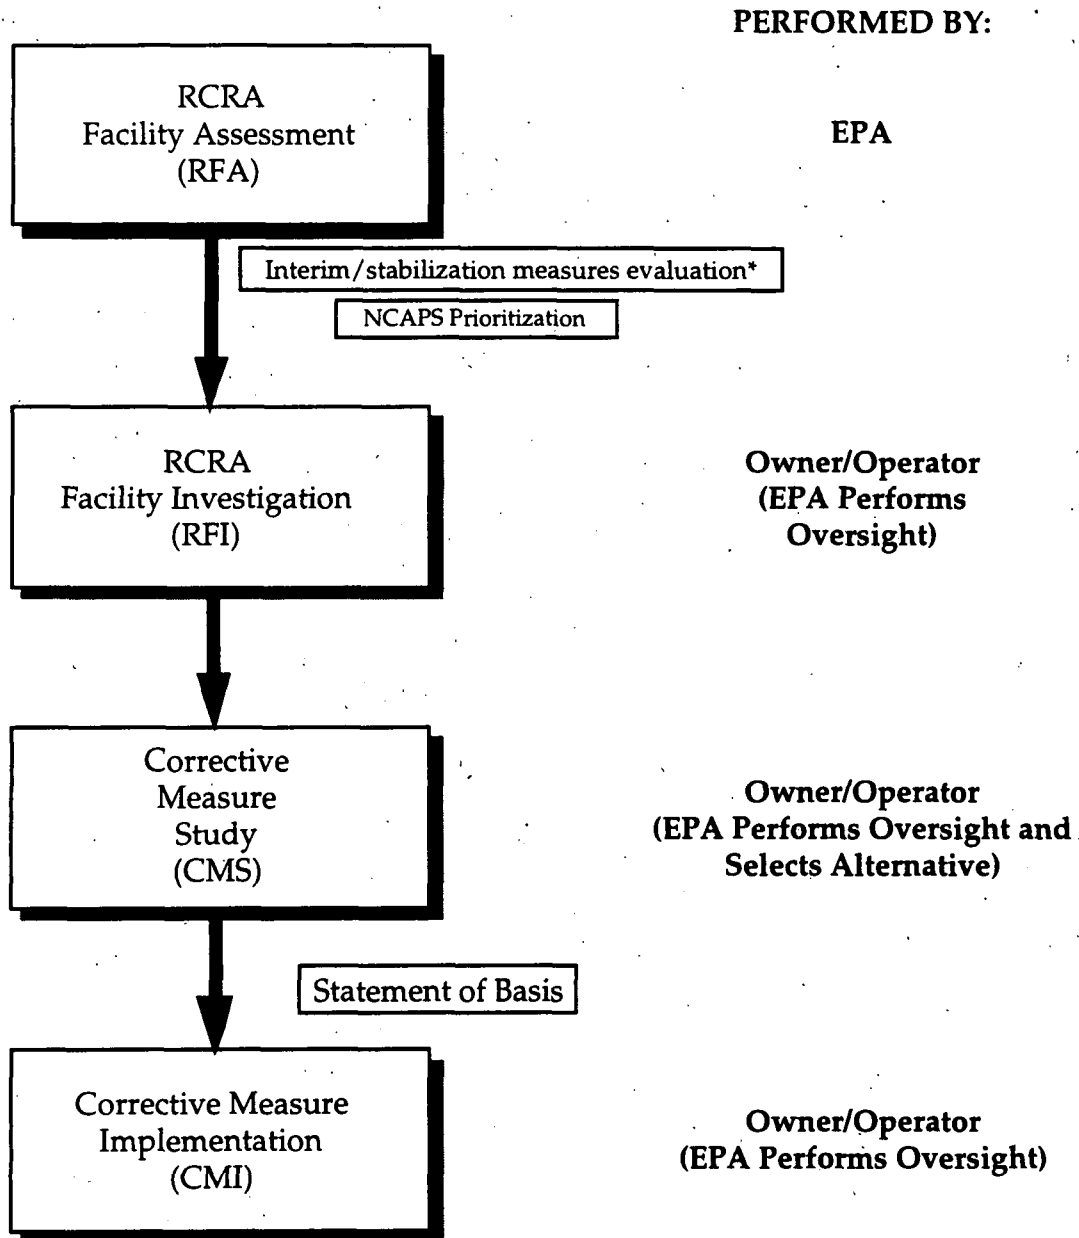 PERFORMED BY:
RCRA
Facility Assessment
(RFA)
EPA
Interim/stabilization measures evaluation*
NCAPS Prioritization
RCRA
Facility Investigation
(RFI)
Owner/Operator
(EPA Performs
Oversight)
Corrective
Measure
Study
(CMS)
Owner/Operator
(EPA Performs Oversight and
Selects Alternative)
Statement of Basis
Corrective Measure
Implementation
(CMI)
Owner/Operator
(EPA Performs Oversight)